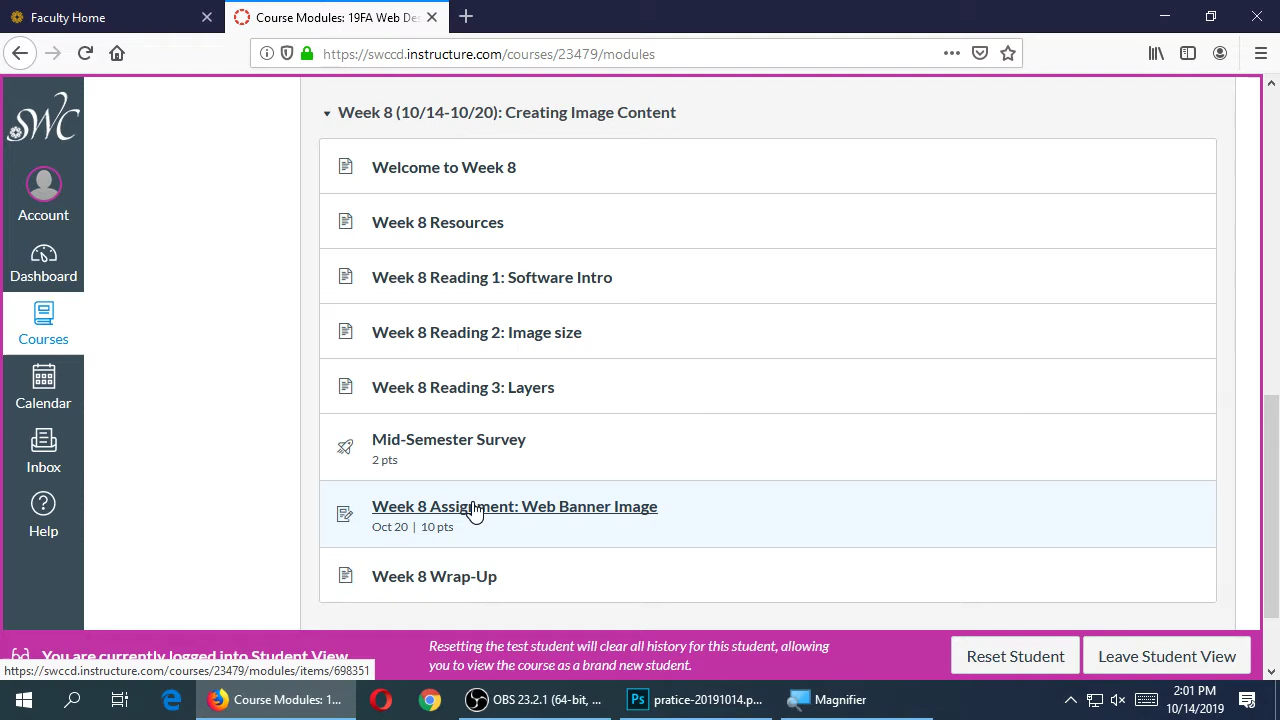 Faculty Home
Course Modules: 19FA Web Des
https://swccd.instructure.com/courses/23479/modules
SWC
Account
Dashboard
Courses
Calendar
Inbox
Help
Week 8 (10/14-10/20): Creating Image Content
Welcome to Week 8
Week 8 Resources
Week 8 Reading 1: Software Intro
Week 8 Reading 2: Image size
Week 8 Reading 3: Layers
Mid-Semester Survey
2 pts
Week 8 Assignment: Web Banner Image
Oct 20 | 10 pts
Week 8 Wrap-Up
You are currently logged into Student View
Resetting the test student will clear all history for this student, allowing
you to view the course as a brand new student.
Reset Student
Leave Student View
https://swccd.instructure.com/courses/23479/modules/items/698351
Course Modules: 1...
OBS 23.2.1 (64-bit, ...
Ps
pratice-20191014.p...
Magnifier
2:01 PM
10/14/2019